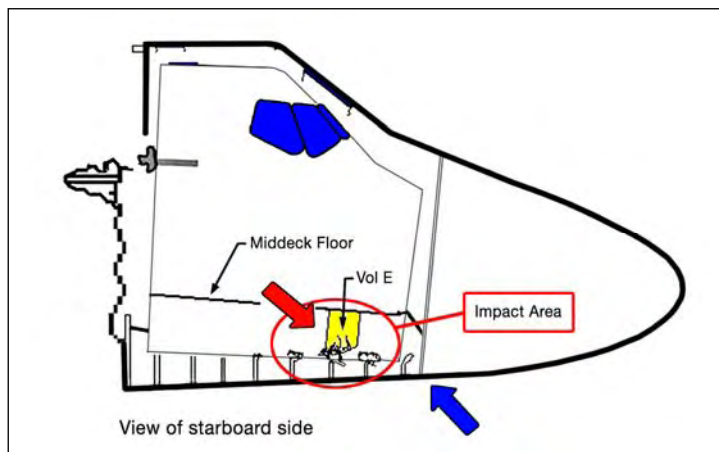 Middeck Floor
Vol E
Impact Area
View of starboard side